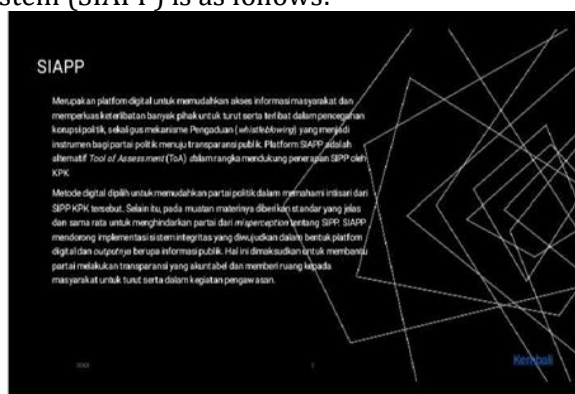 stem (SIAPP) is as follows:
SIAPP
Merupakan platfom digital untuk memudahkan akses informasi masyarakat dan
memperluas keterlibatan banyak pihak untuk turut serta terlibat dalam pencegahan
korupsi politik, sekaligus mekanisme Pengaduan (whistleblowing) yang menjadi
instrumen bagi partai politik menuju transparansi publik. Platform SIAPP adalah
alternatif Tool of Assessment (ToA) dalam rangka mendukung penerapan SIPP oleh
KPK
Metode digital dipilih untuk memudahkan partai politik dalam memahami intisari dari
SIPP KPK tersebut. Selain itu, pada muatan materinya diberikan standar yang jelas
dan sama rata untuk menghindarkan partai dari misperception tentang SIPP. SIAPP
mendorong implementasi sistem integritas yang diwujudkan dalam bentuk platfom
digital dan outputnya berupa informasi publik. Hal ini dimaksudkan untuk membantu
partai melakukan transparansi yang akuntabel dan memberi ruang kepada
masyarakat untuk turut serta dalam kegiatan pengawasan.
Kembali